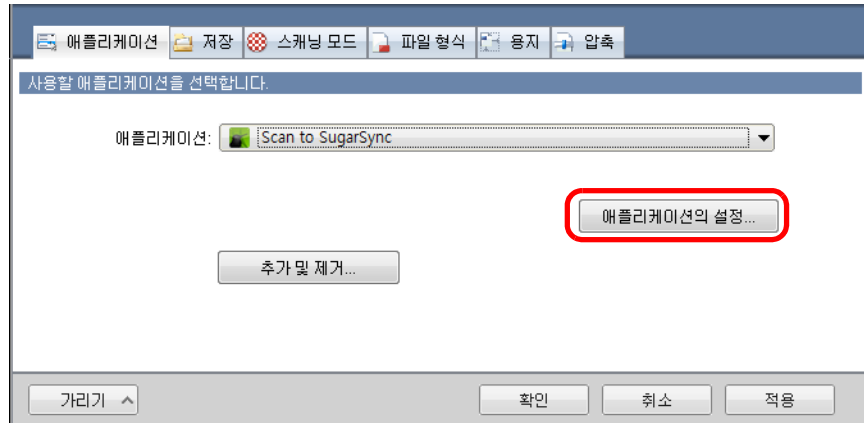 애플리케이션 저장 스캐닝 모드 파일 형식 용지 압축
사용할 애플리케이션을 선택합니다.
애플리케이션: Scan to SugarSync
애플리케이션의 설정...
추가 및 제거...
가리기 확인 취소 적용